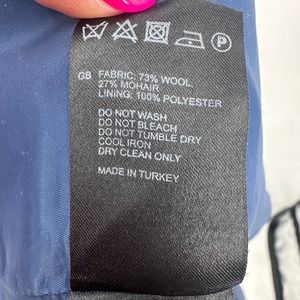 GB FABRIC: 73% WOOL,
27% MOHAIR
LINING: 100% POLYESTER
DO NOT WASH
DO NOT BLEACH
DO NOT TUMBLE DRY
COOL IRON
DRY CLEAN ONLY
MADE IN TURKEY